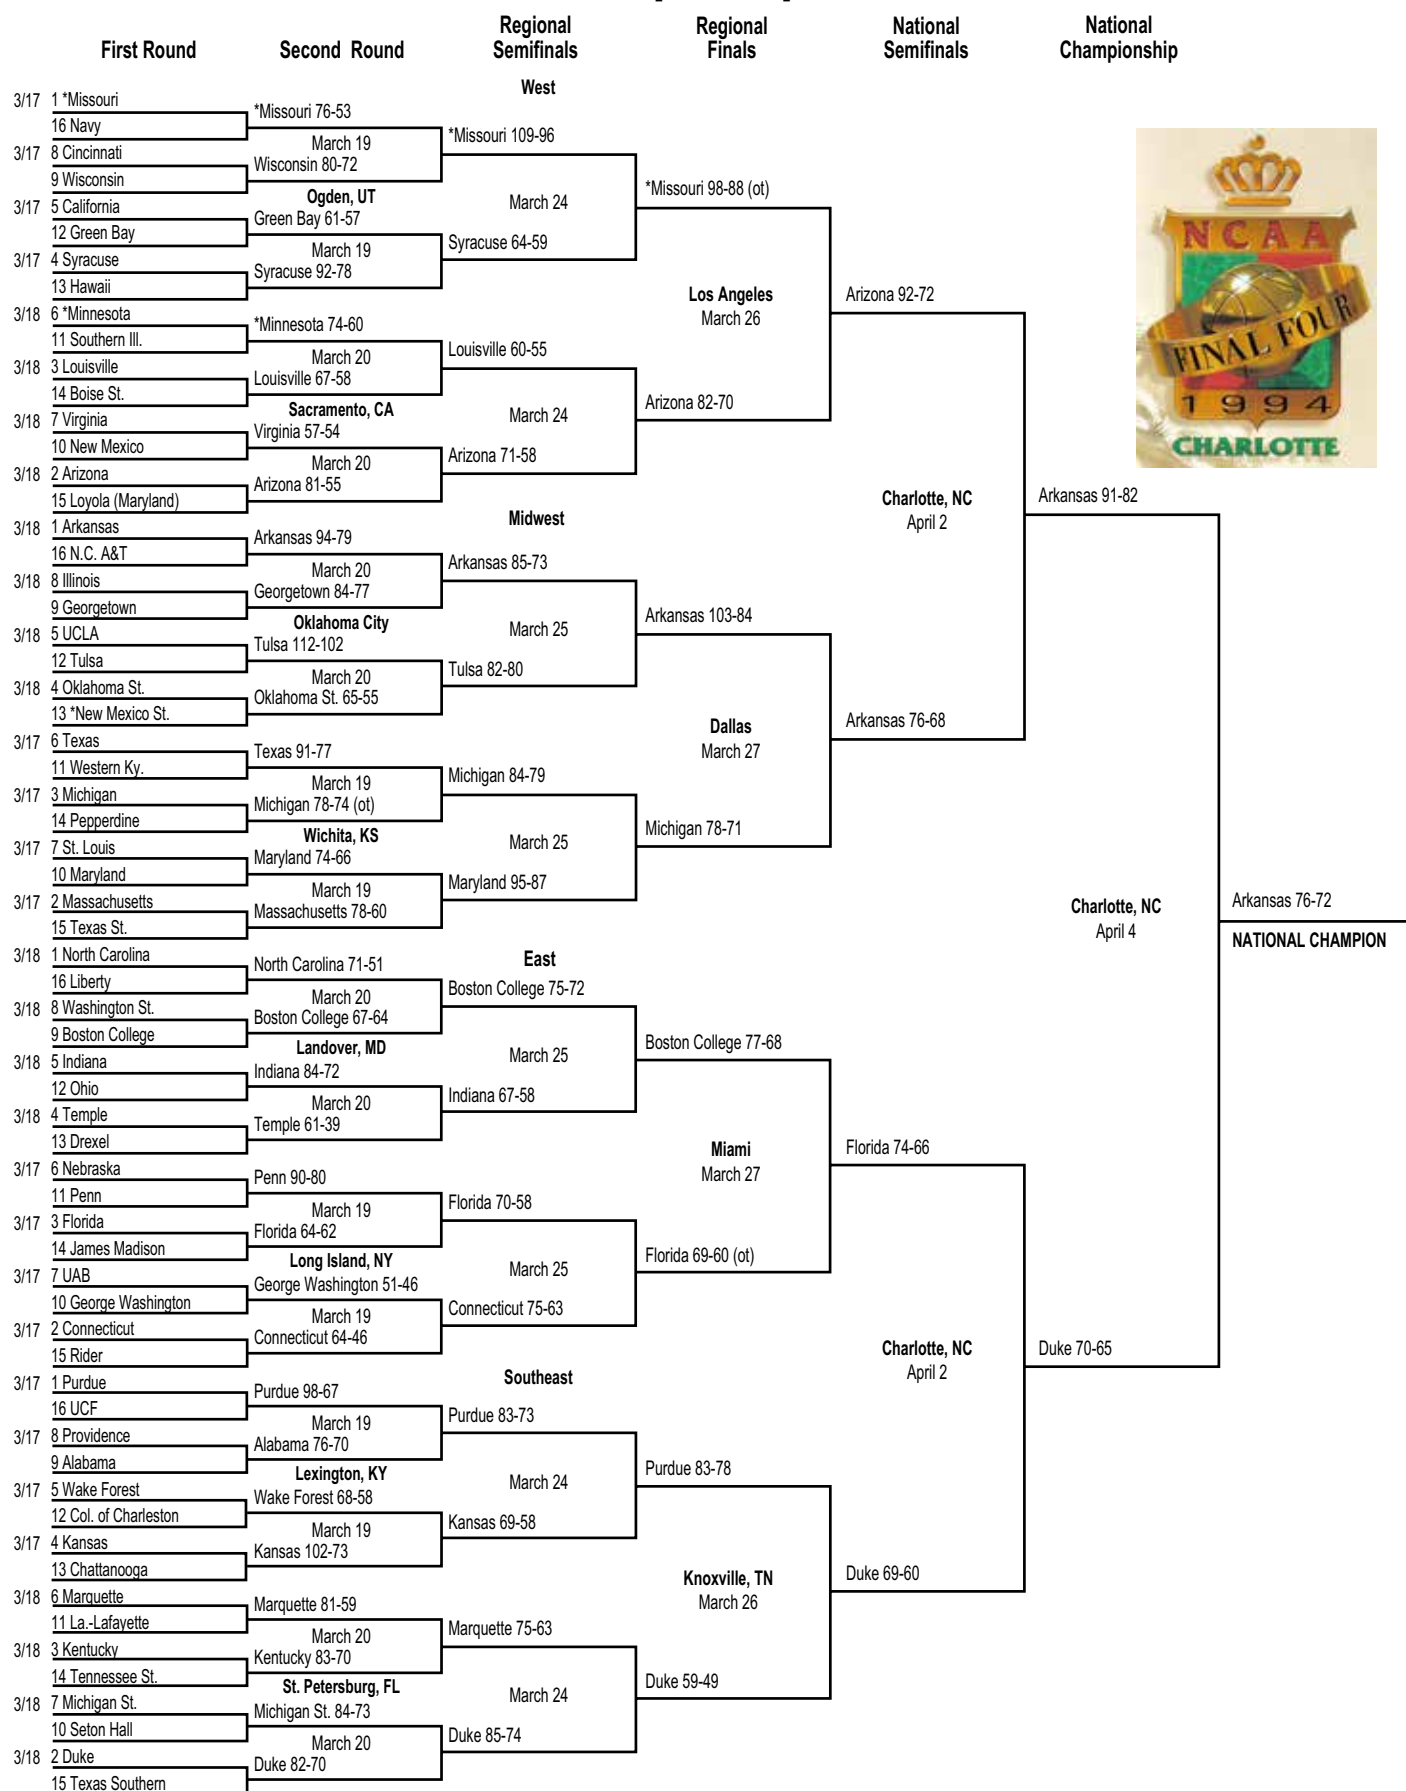 Regional Semifinals
Regional Finals
National Semifinals
National Championship
First Round
Second Round
West
3/17 1 *Missouri
16 Navy
3/17 8 Cincinnati
9 Wisconsin
3/17 5 California
12 Green Bay
3/17 4 Syracuse
13 Hawaii
3/18 6 *Minnesota
11 Southern Ill.
3/18 3 Louisville
14 Boise St.
3/18 7 Virginia
10 New Mexico
3/18 2 Arizona
15 Loyola (Maryland)
3/18 1 Arkansas
16 N.C. A&T
3/18 8 Illinois
9 Georgetown
3/18 5 UCLA
12 Tulsa
3/18 4 Oklahoma St.
13 *New Mexico St.
3/17 6 Texas
11 Western Ky.
3/17 3 Michigan
14 Pepperdine
3/17 7 St. Louis
10 Maryland
3/17 2 Massachusetts
15 Texas St.
3/18 1 North Carolina
16 Liberty
3/18 8 Washington St.
9 Boston College
3/18 5 Indiana
12 Ohio
3/18 4 Temple
13 Drexel
3/17 6 Nebraska
11 Penn
3/17 3 Florida
14 James Madison
3/17 7 UAB
10 George Washington
3/17 2 Connecticut
15 Rider
3/17 1 Purdue
16 UCF
3/17 8 Providence
9 Alabama
3/17 5 Wake Forest
12 Col. of Charleston
3/17 4 Kansas
13 Chattanooga
3/18 6 Marquette
11 La.-Lafayette
3/18 3 Kentucky
14 Tennessee St.
3/18 7 Michigan St.
10 Seton Hall
3/18 2 Duke
15 Texas Southern
*Missouri 76-53
March 19
Wisconsin 80-72
Ogden, UT
Green Bay 61-57
March 19
Syracuse 92-78
*Minnesota 74-60
March 20
Louisville 67-58
Sacramento, CA
Virginia 57-54
March 20
Arizona 81-55
Arkansas 94-79
March 20
Georgetown 84-77
Oklahoma City
Tulsa 112-102
March 20
Oklahoma St. 65-55
Texas 91-77
March 19
Michigan 78-74 (ot)
Wichita, KS
Maryland 74-66
March 19
Massachusetts 78-60
North Carolina 71-51
March 20
Boston College 67-64
Landover, MD
Indiana 84-72
March 20
Temple 61-39
Penn 90-80
March 19
Florida 64-62
Long Island, NY
George Washington 51-46
March 19
Connecticut 64-46
Purdue 98-67
March 19
Alabama 76-70
Lexington, KY
Wake Forest 68-58
March 19
Kansas 102-73
Marquette 81-59
March 20
Kentucky 83-70
St. Petersburg, FL
Michigan St. 84-73
March 20
Duke 82-70
*Missouri 109-96
March 24
Syracuse 64-59
Louisville 60-55
March 24
Arizona 71-58
Midwest
Arkansas 85-73
March 25
Tulsa 82-80
Michigan 84-79
March 25
Maryland 95-87
East
Boston College 75-72
March 25
Indiana 67-58
Florida 70-58
March 25
Connecticut 75-63
Southeast
Purdue 83-73
March 24
Kansas 69-58
Marquette 75-63
March 24
Duke 85-74
*Missouri 98-88 (ot)
Los Angeles
March 26
Arizona 82-70
Arkansas 103-84
Dallas
March 27
Michigan 78-71
Boston College 77-68
Miami
March 27
Florida 69-60 (ot)
Purdue 83-78
Knoxville, TN
March 26
Duke 59-49
Arizona 92-72
Charlotte, NC
April 2
Arkansas 76-68
Florida 74-66
Charlotte, NC
April 2
Duke 69-60
Arkansas 91-82
Charlotte, NC
April 4
Duke 70-65
Arkansas 76-72
NATIONAL CHAMPION
NCAA
FINAL FOUR
1994
CHARLOTTE